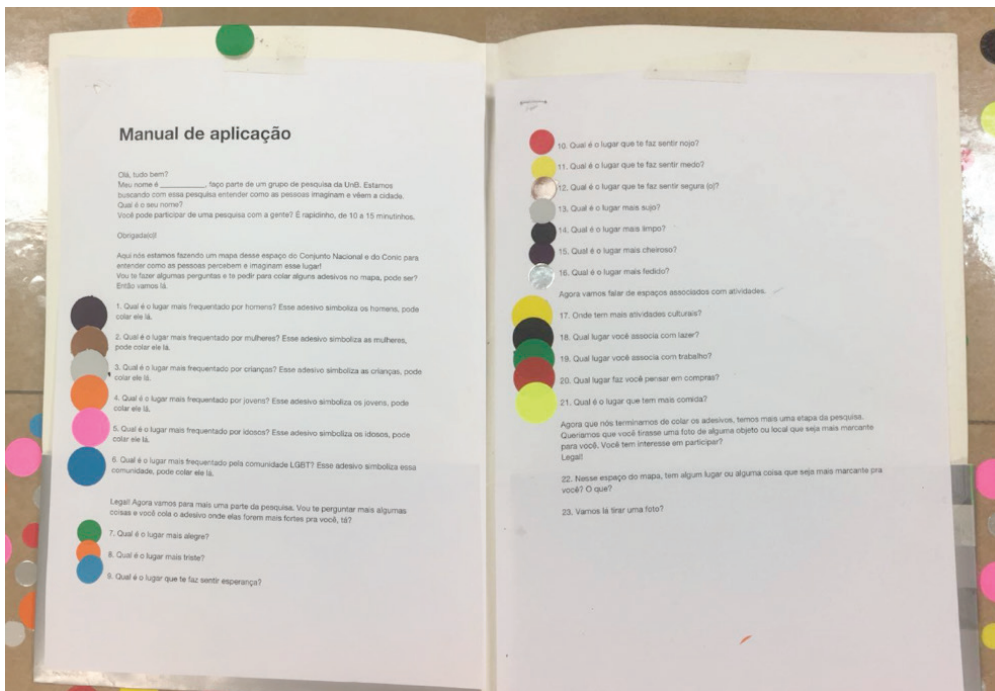 Manual de aplicação
Olá, tudo bem?
Meu nome é ____________, faço parte de um grupo de pesquisa da UnB. Estamos
buscando com essa pesquisa entender como as pessoas imaginam e vêem a cidade.
Qual é o seu nome?
Você pode participar de uma pesquisa com a gente? É rapidinho, de 10 a 15 minutinhos.
Obrigada(o)!
Aqui nós estamos fazendo um mapa desse espaço do Conjunto Nacional e do Conic para
entender como as pessoas percebem e imaginam esse lugar!
Vou te fazer algumas perguntas e te pedir para colar alguns adesivos no mapa, pode ser?
Então vamos lá.
1. Qual é o lugar mais frequentado por homens? Esse adesivo simboliza os homens, pode
colar ele lá.
2. Qual é o lugar mais frequentado por mulheres? Esse adesivo simboliza as mulheres,
pode colar ele lá.
3. Qual é o lugar mais frequentado por crianças? Esse adesivo simboliza as crianças, pode
colar ele lá.
4. Qual é o lugar mais frequentado por jovens? Esse adesivo simboliza os jovens, pode
colar ele lá.
5. Qual é o lugar mais frequentado por idosos? Esse adesivo simboliza os idosos, pode
colar ele lá.
6. Qual é o lugar mais frequentado pela comunidade LGBT? Esse adesivo simboliza essa
comunidade, pode colar ele lá.
Legal! Agora vamos para mais uma parte da pesquisa. Vou te perguntar mais algumas
coisas e você cola o adesivo onde elas forem mais fortes pra você, tá?
7. Qual é o lugar mais alegre?
8. Qual é o lugar mais triste?
9. Qual é o lugar que te faz sentir esperança?
10. Qual é o lugar que te faz sentir nojo?
11. Qual é o lugar que te faz sentir medo?
12. Qual é o lugar que te faz sentir segura (o)?
13. Qual é o lugar mais sujo?
14. Qual é o lugar mais limpo?
15. Qual é o lugar mais cheiroso?
16. Qual é o lugar mais fedido?
Agora vamos falar de espaços associados com atividades.
17. Onde tem mais atividades culturais?
18. Qual lugar você associa com lazer?
19. Qual lugar você associa com trabalho?
20. Qual lugar faz você pensar em compras?
21. Qual é o lugar que tem mais comida?
Agora que nós terminamos de colar os adesivos, temos mais uma etapa da pesquisa.
Queríamos que você tirasse uma foto de algum objeto ou local que seja mais marcante
para você. Você tem interesse em participar?
Legal!
22. Nesse espaço do mapa, tem algum lugar ou alguma coisa que seja mais marcante pra
você? O que?
23. Vamos lá tirar uma foto?